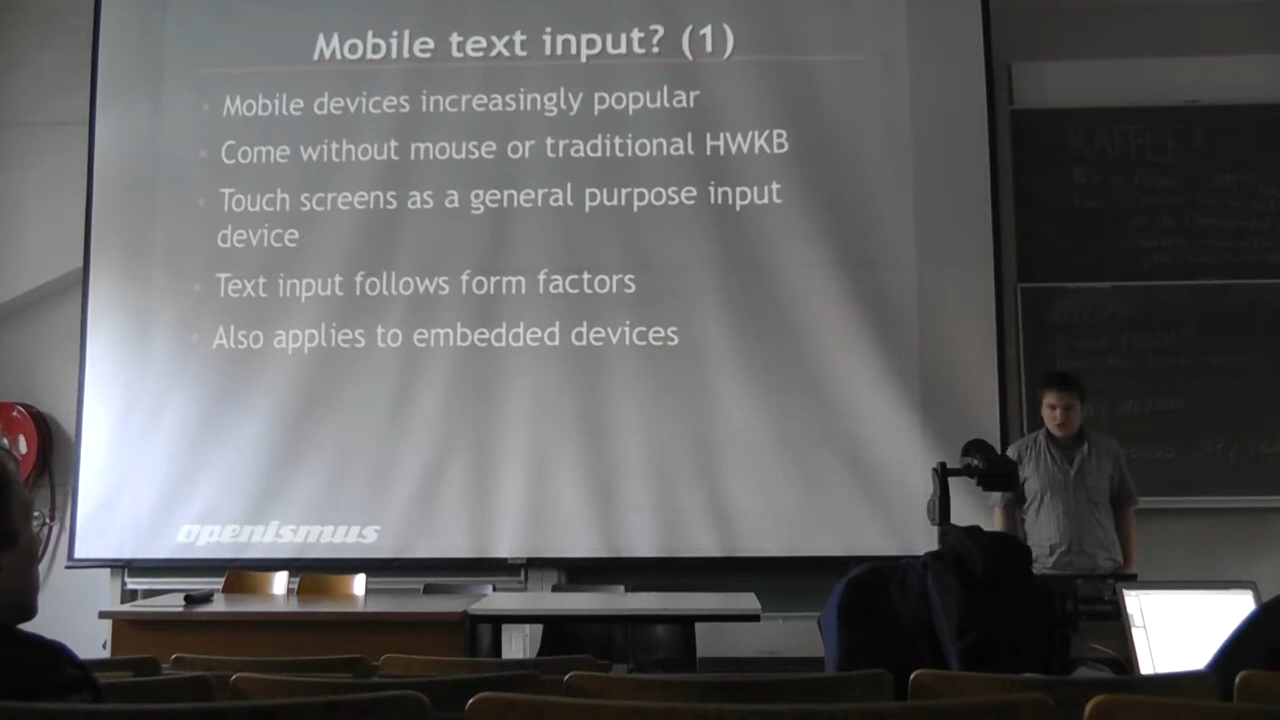 Mobile text input? (1)
Mobile devices increasingly popular
Come without mouse or traditional HWKB
Touch screens as a general purpose input
device
Text input follows form factors
Also applies to embedded devices
openismus
RAFFLE